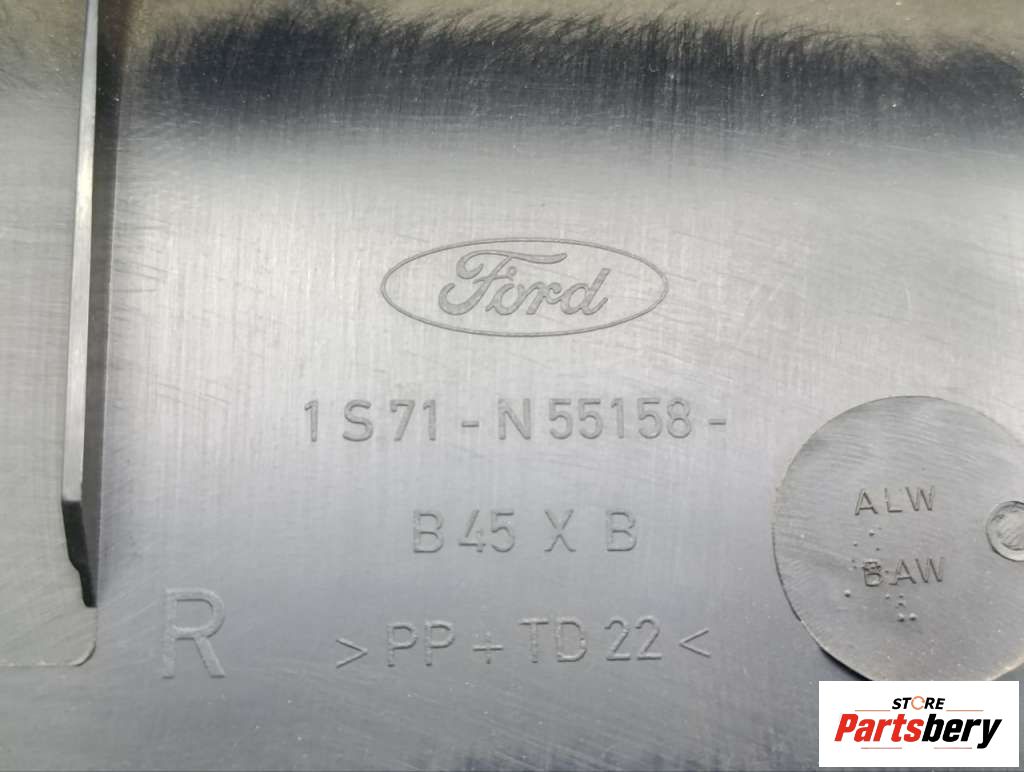 Ford
1S71-N55158-
B45XB
R
>PP+TD22<
ALW
BAW
STORE
Partsbery